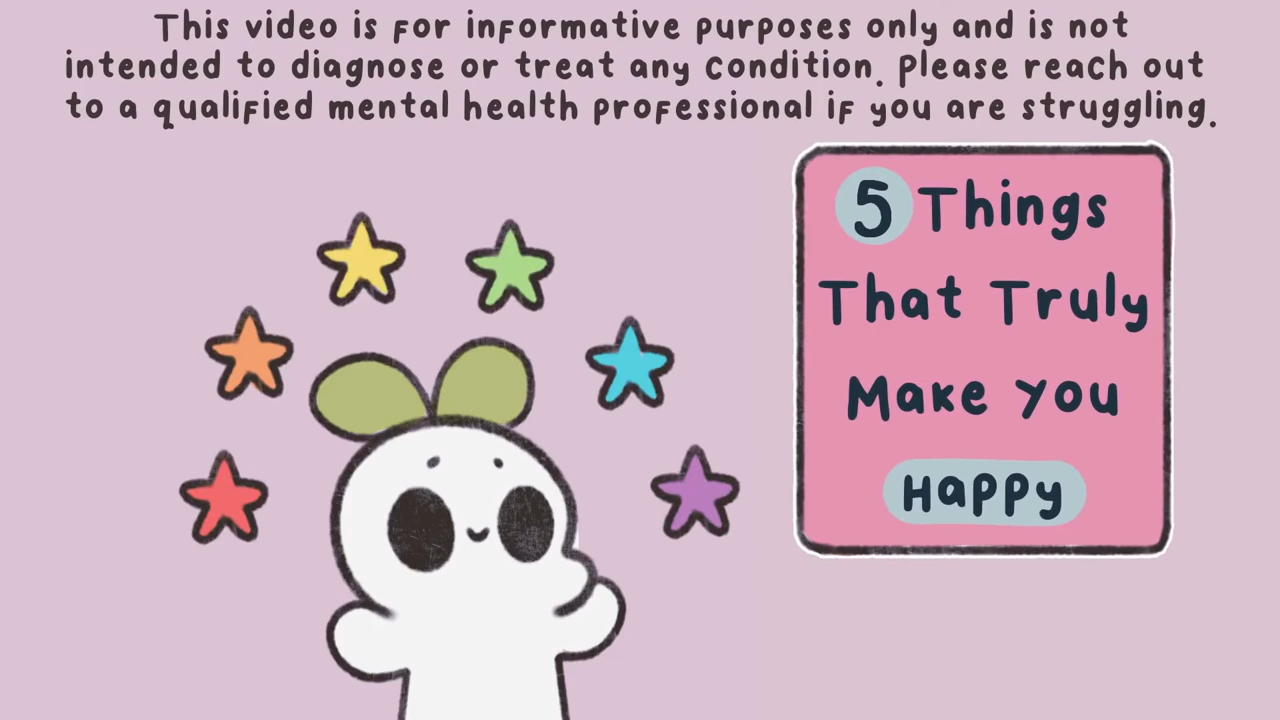 This video is for informative purposes only and is not
intended to diagnose or treat any condition. Please reach out
to a qualified mental health professional if you are struggling.
5 Things
That Truly
Make You
Happy